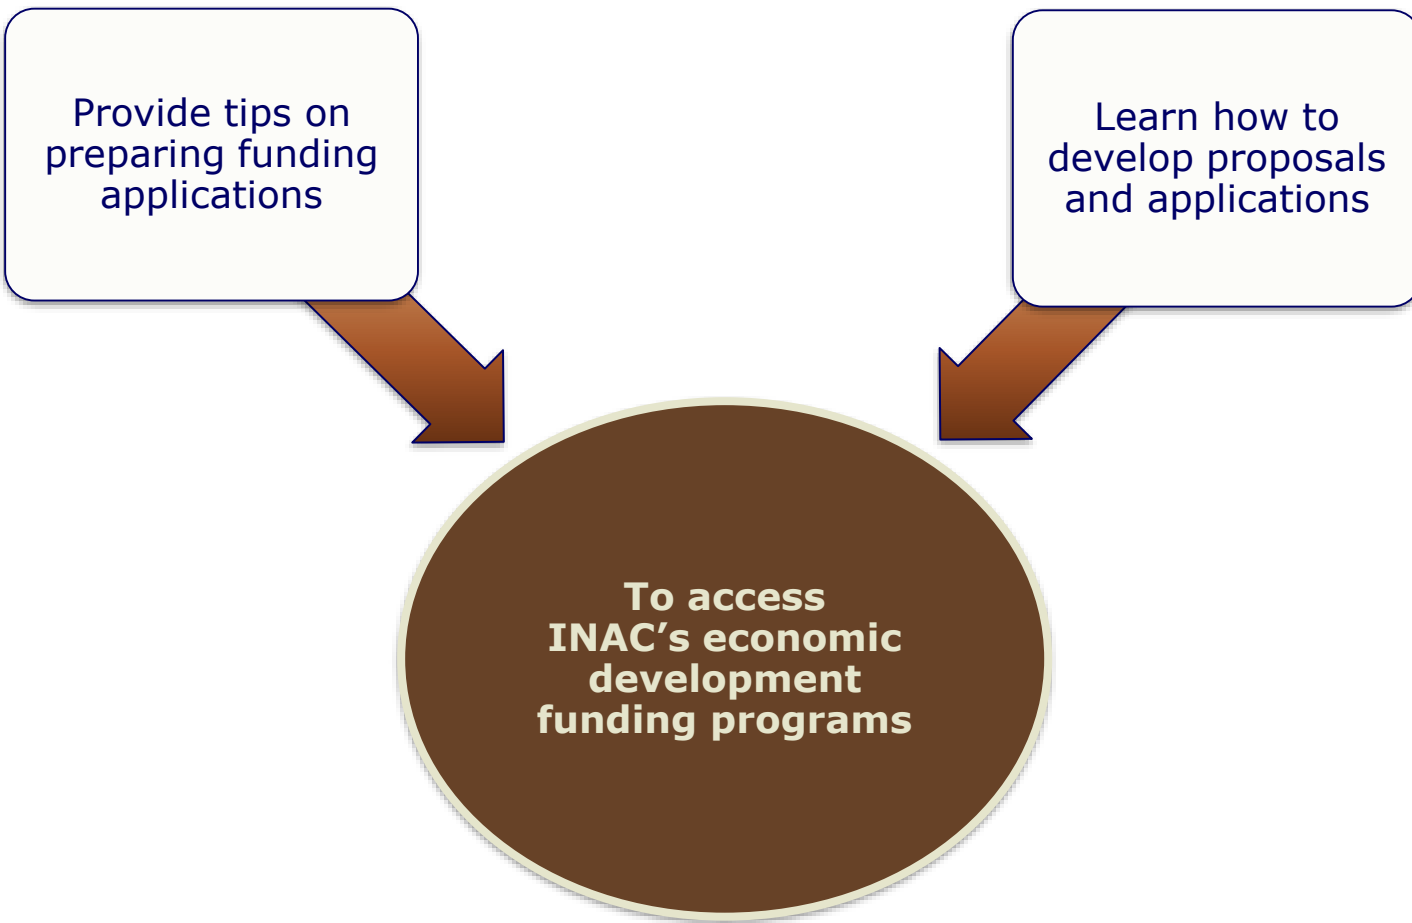 Provide tips on
preparing funding
applications
Learn how to
develop proposals
and applications
To access
INAC’s economic
development
funding programs